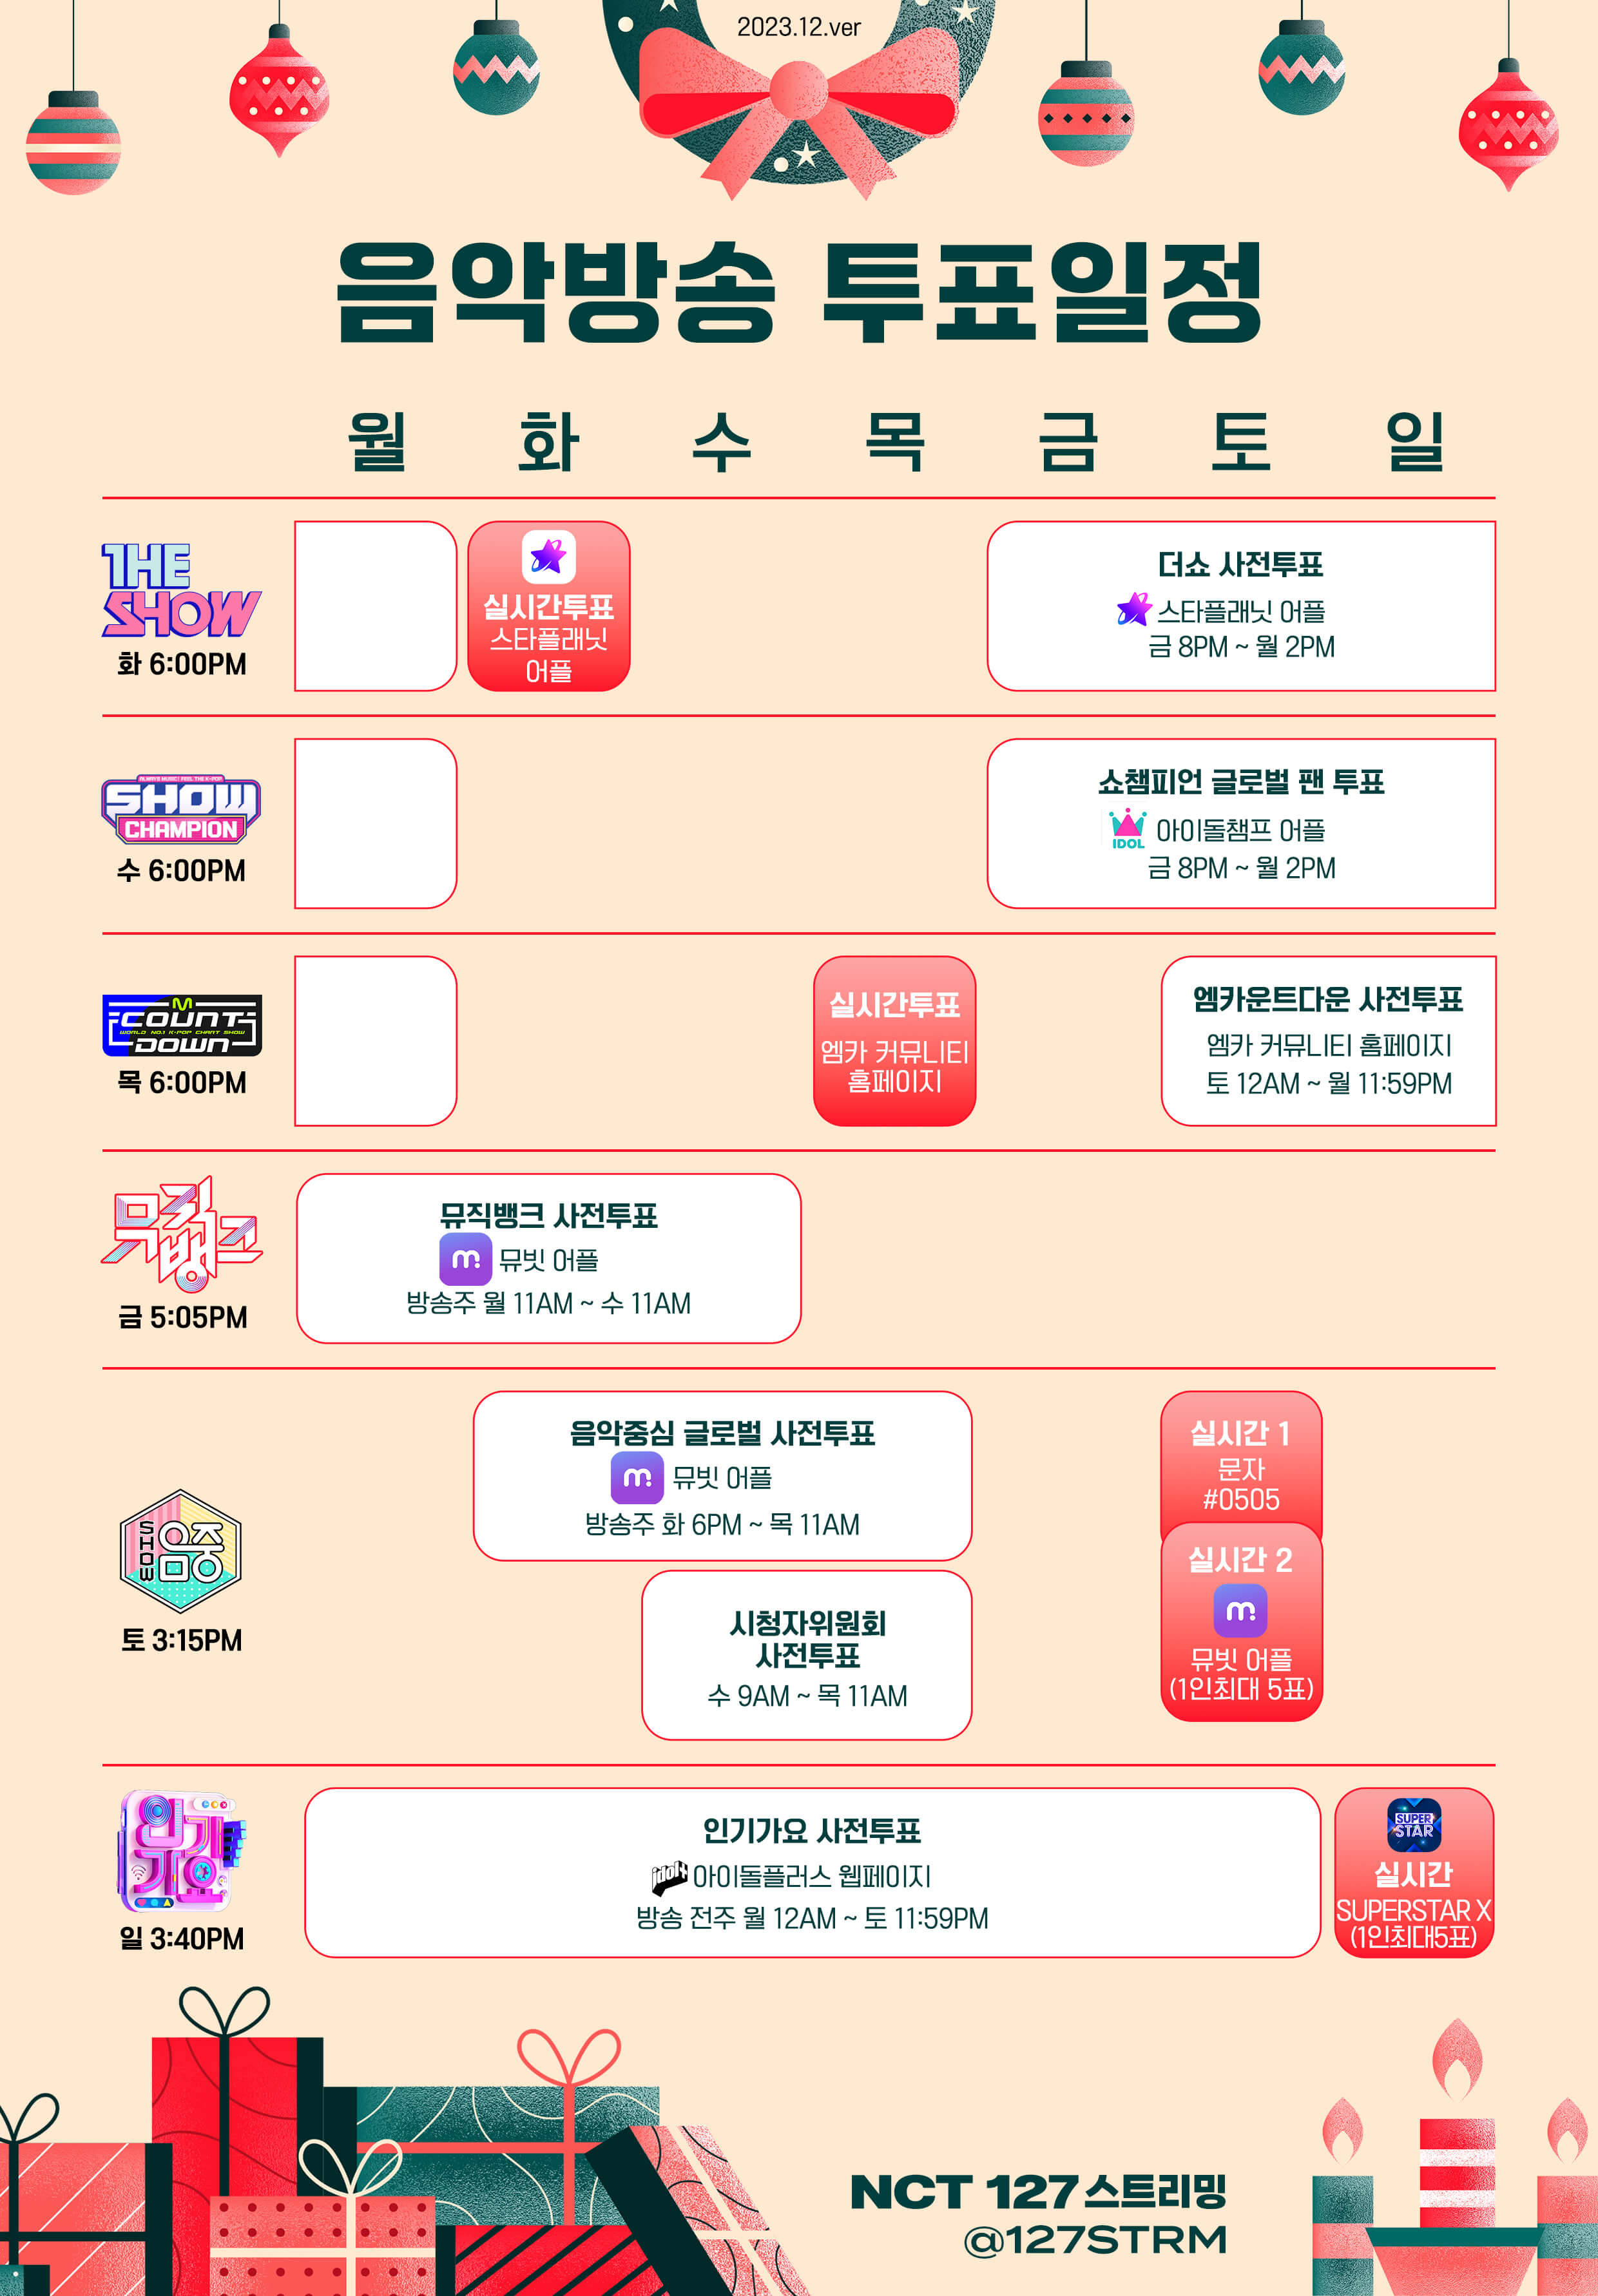 2023.12.ver
음악방송 투표일정
월 화 수 목 금 토 일
THE
SHOW
화 6:00PM
실시간투표
스타플래닛
어플
더쇼 사전투표
스타플래닛 어플
금 8PM ~ 월 2PM
ALWAYS MUSIC! FEEL THE K-POP
SHOW
CHAMPION
수 6:00PM
쇼챔피언 글로벌 팬 투표
IDOL
아이돌챔프 어플
금 8PM ~ 월 2PM
M
COUNT
WORLD NO.1 K-POP CHART SHOW
DOWN
목 6:00PM
실시간투표
엠카 커뮤니티
홈페이지
엠카운트다운 사전투표
엠카 커뮤니티 홈페이지
토 12AM ~ 월 11:59PM
뮤직
뱅크
금 5:05PM
뮤직뱅크 사전투표
m. 뮤빗 어플
방송주 월 11AM ~ 수 11AM
SHOW
음중
토 3:15PM
음악중심 글로벌 사전투표
m. 뮤빗 어플
방송주 화 6PM ~ 목 11AM
시청자위원회
사전투표
수 9AM ~ 목 11AM
실시간 1
문자
#0505
실시간 2
m.
뮤빗 어플
(1인최대 5표)
인기
가요
일 3:40PM
인기가요 사전투표
idol+ 아이돌플러스 웹페이지
방송 전주 월 12AM ~ 토 11:59PM
SUPER
STAR
실시간
SUPERSTAR X
(1인최대5표)
NCT 127 스트리밍
@127STRM